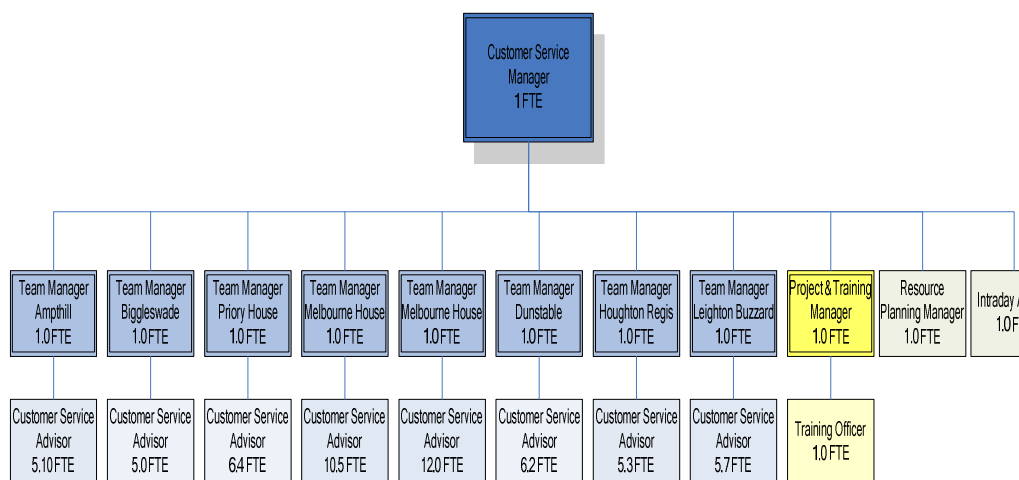 Customer Service
Manager
1 FTE
Team Manager
Ampthill
1.0 FTE
Team Manager
Biggleswade
1.0 FTE
Team Manager
Priory House
1.0 FTE
Team Manager
Melbourne House
1.0 FTE
Team Manager
Melbourne House
1.0 FTE
Team Manager
Dunstable
1.0 FTE
Team Manager
Houghton Regis
1.0 FTE
Team Manager
Leighton Buzzard
1.0 FTE
Project & Training
Manager
1.0 FTE
Resource
Planning Manager
1.0 FTE
Intraday
1.0
Customer Service
Advisor
5.10 FTE
Customer Service
Advisor
5.0 FTE
Customer Service
Advisor
6.4 FTE
Customer Service
Advisor
10.5 FTE
Customer Service
Advisor
12.0 FTE
Customer Service
Advisor
6.2 FTE
Customer Service
Advisor
5.3 FTE
Customer Service
Advisor
5.7 FTE
Training Officer
1.0 FTE